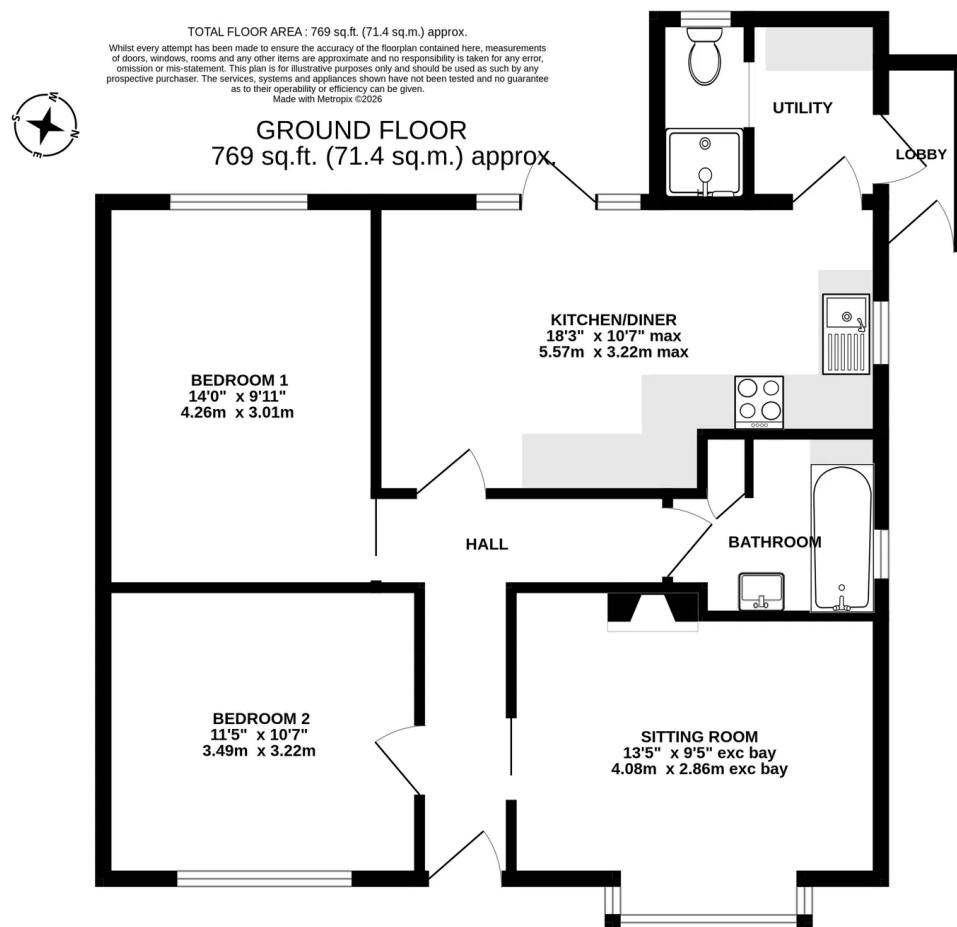 TOTAL FLOOR AREA : 769 sq.ft. (71.4 sq.m.) approx.
Whilst every attempt has been made to ensure the accuracy of the floorplan contained here, measurements
of doors, windows, rooms and any other items are approximate and no responsibility is taken for any error,
omission or mis-statement. This plan is for illustrative purposes only and should be used as such by any
prospective purchaser. The services, systems and appliances shown have not been tested and no guarantee
as to their operability or efficiency can be given.
Made with Metropix ©2026
W
N
S
E
GROUND FLOOR
769 sq.ft. (71.4 sq.m.) approx.
UTILITY
LOBBY
KITCHEN/DINER
18'3" x 10'7" max
5.57m x 3.22m max
BEDROOM 1
14'0" x 9'11"
4.26m x 3.01m
HALL
BATHROOM
BEDROOM 2
11'5" x 10'7"
3.49m x 3.22m
SITTING ROOM
13'5" x 9'5" exc bay
4.08m x 2.86m exc bay